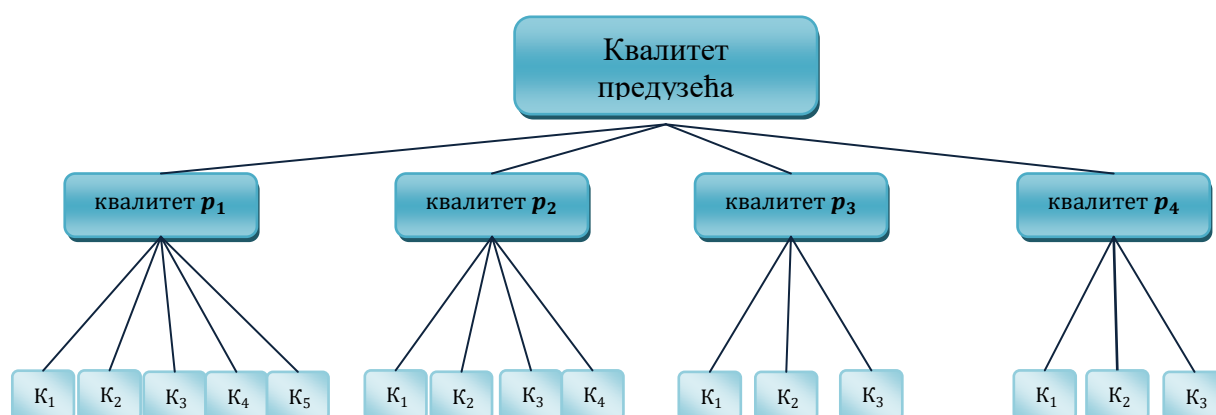 Квалитет
предузећа
квалитет p₁
квалитет p₂
квалитет p₃
квалитет p₄
К₁ К₂ К₃ К₄ К₅
К₁ К₂ К₃ К₄
К₁ К₂ К₃
К₁ К₂ К₃